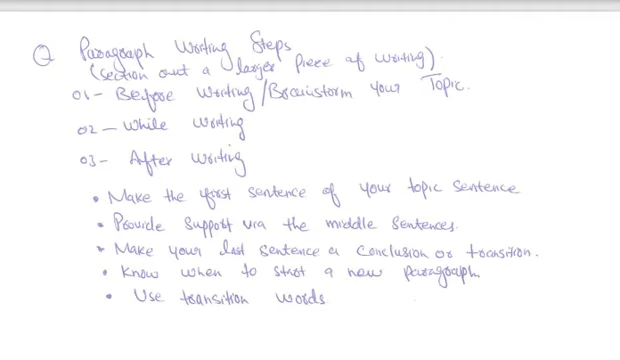 Q Paragraph Writing Steps
(section out a larger piece of writing).
01- Before writing/Brainstorm your Topic.
02 - While writing
03- After writing
• Make the first sentence of your topic sentence
• Provide support via the middle sentences.
• Make your last sentence a conclusion or transition.
• Know when to start a new paragraph
• Use transition words